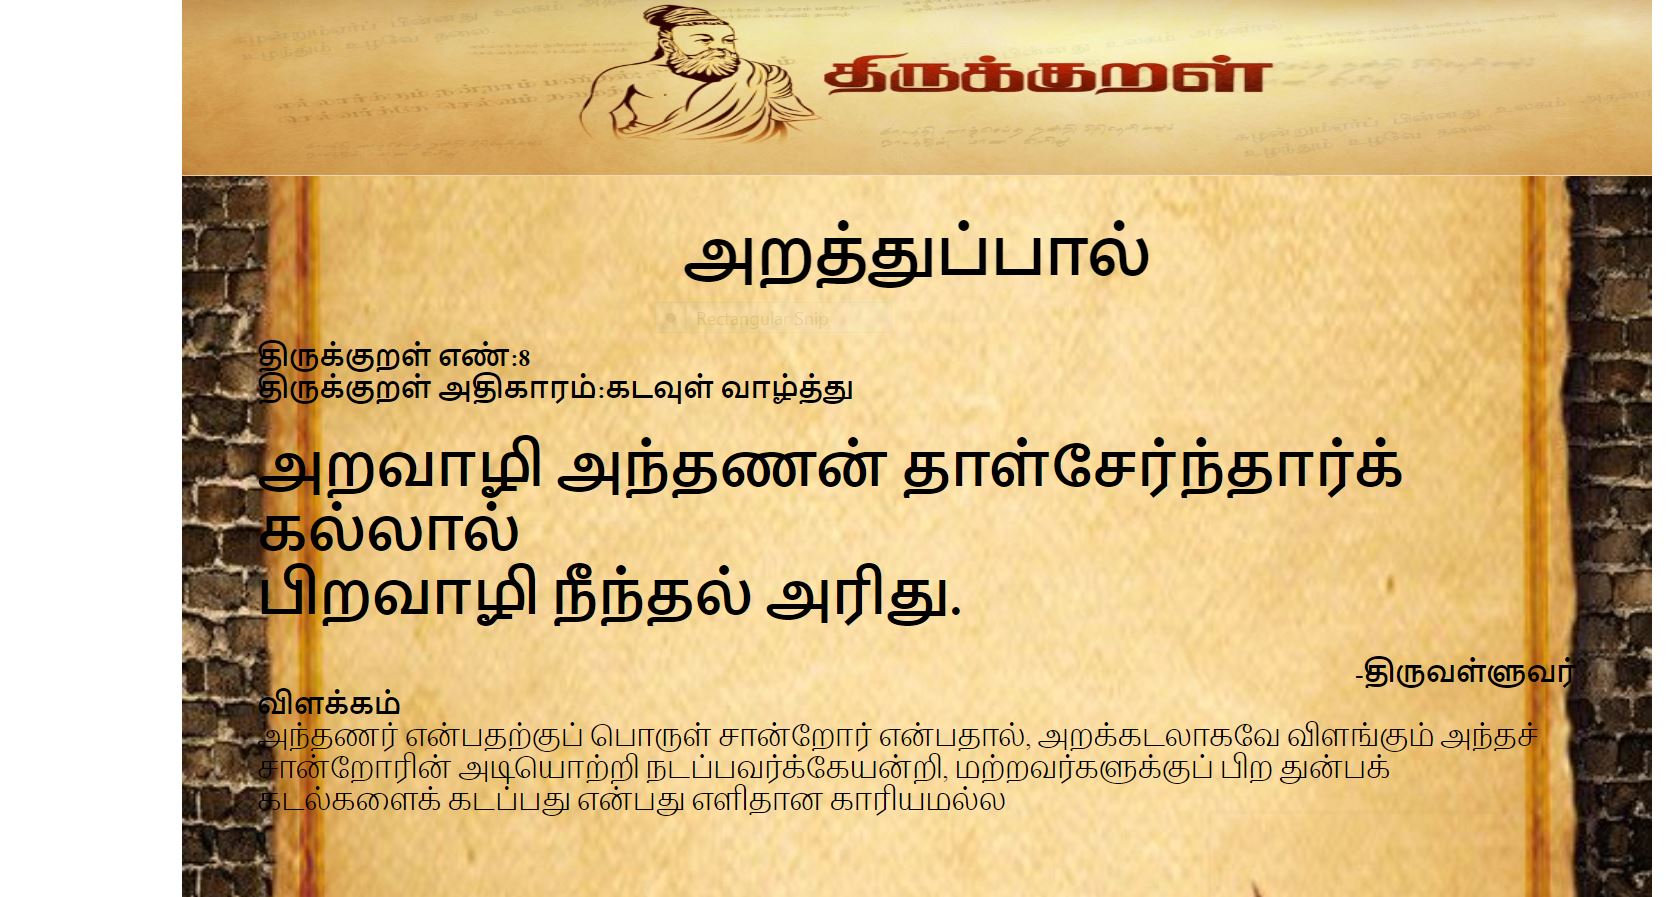 திருக்குறள்
அறத்துப்பால்
Rectangular Snip
திருக்குறள் எண்:8
திருக்குறள் அதிகாரம்:கடவுள் வாழ்த்து
அறவாழி அந்தணன் தாள்சேர்ந்தார்க்
கல்லால்
பிறவாழி நீந்தல் அரிது.
-திருவள்ளுவர்
விளக்கம்
அந்தணர் என்பதற்குப் பொருள் சான்றோர் என்பதால், அறக்கடலாகவே விளங்கும் அந்தச்
சான்றோரின் அடியொற்றி நடப்பவர்க்கேயன்றி, மற்றவர்களுக்குப் பிற துன்பக்
கடல்களைக் கடப்பது என்பது எளிதான காரியமல்ல